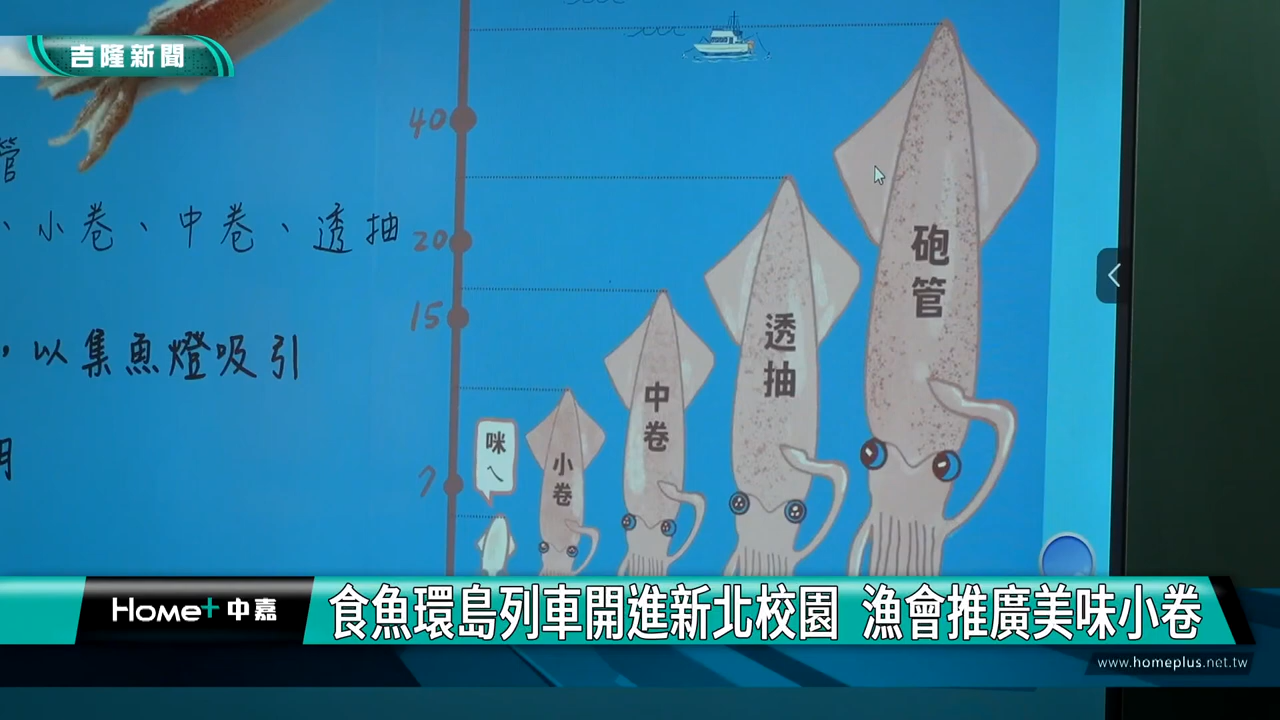 吉隆新聞
管
、小卷、中卷、透抽
,以集魚燈吸引
40
20
15
7
咪
ㄟ
小卷
中卷
透抽
砲管
Home+ 中嘉
食魚環島列車開進新北校園 漁會推廣美味小卷
www.homeplus.net.tw